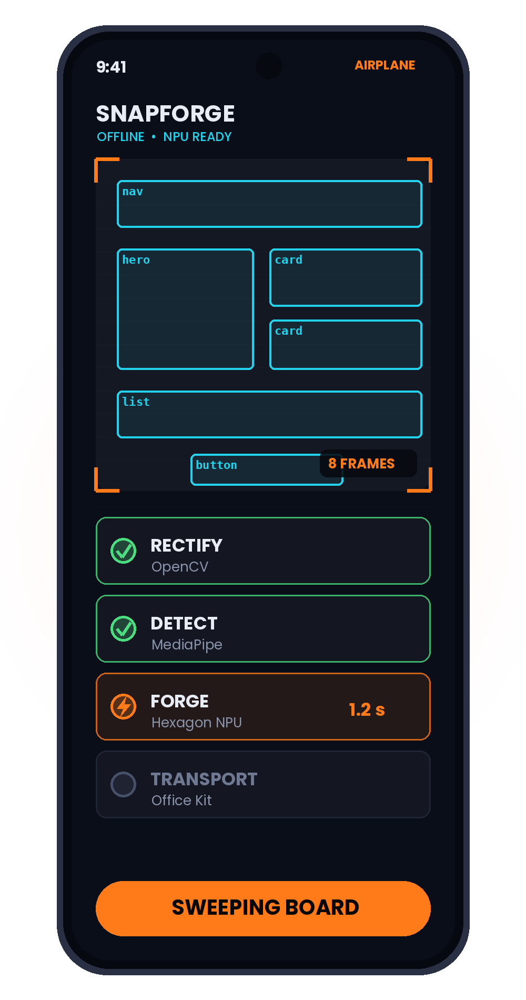 9:41
AIRPLANE
SNAPFORGE
OFFLINE • NPU READY
nav
hero
card
card
list
button
8 FRAMES
RECTIFY
OpenCV
DETECT
MediaPipe
FORGE
Hexagon NPU
1.2 s
TRANSPORT
Office Kit
SWEEPING BOARD